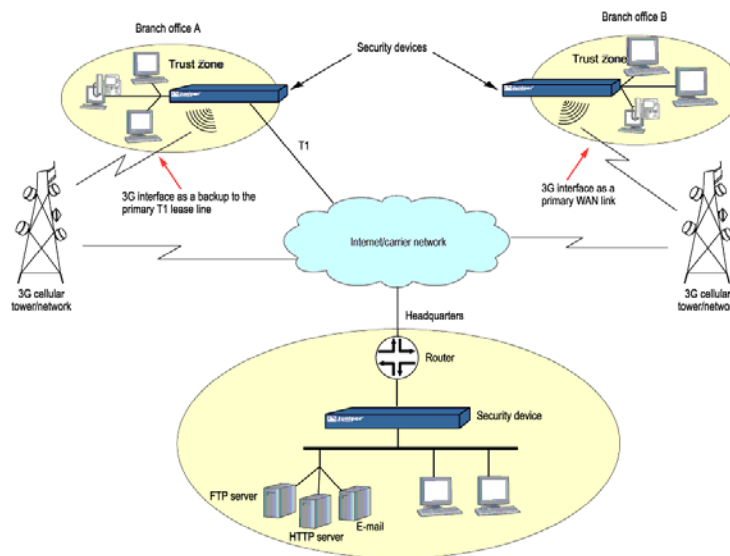 Branch office A
Branch office B
Trust zone
Security devices
Trust zone
T1
3G interface as a backup to the
primary T1 lease line
3G interface as a
primary WAN link
Internet/carrier network
3G cellular
tower/network
3G cellular
tower/network
Headquarters
Router
Security device
FTP server
HTTP server
E-mail